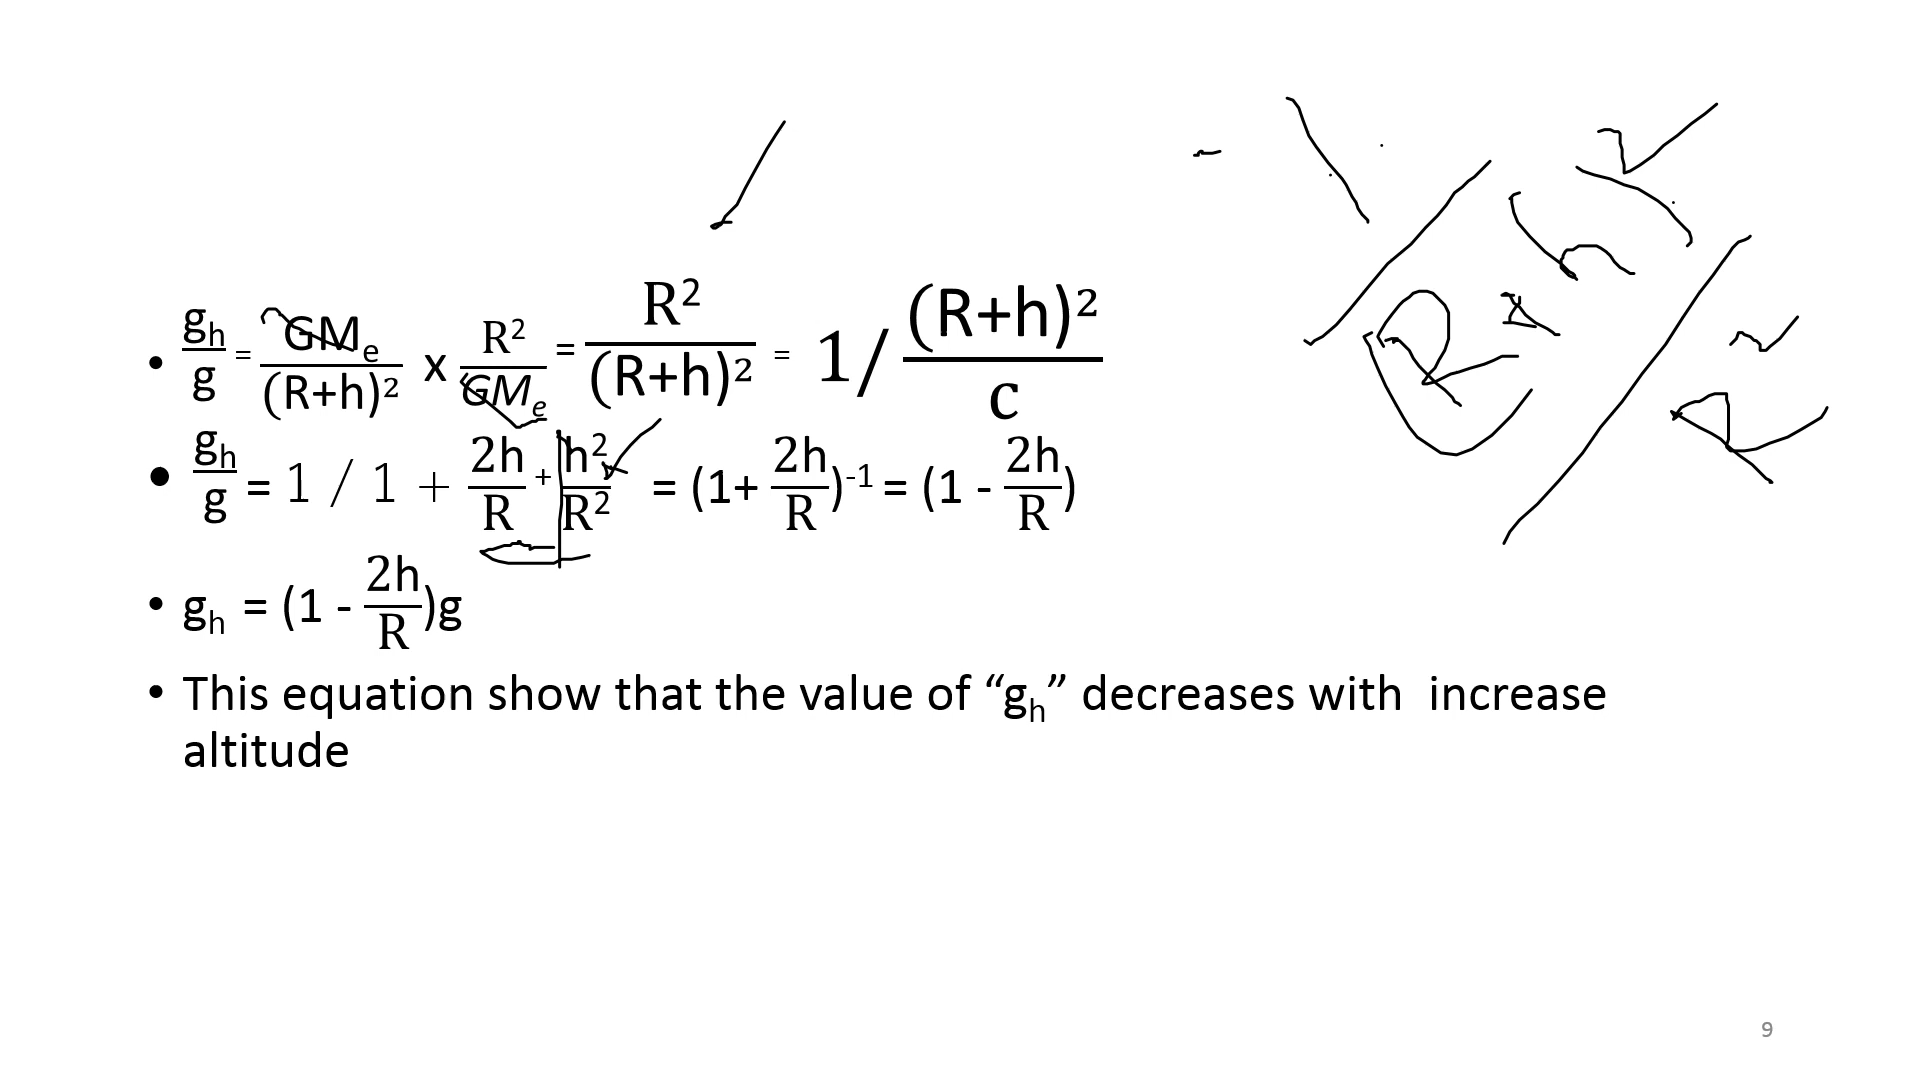 • gₕ/g = GMₑ/(R+h)² x R²/GMₑ = R²/(R+h)² = 1/ (R+h)²/c
• gₕ/g = 1 / 1 + 2h/R + h²/R² = (1+ 2h/R)⁻¹ = (1 - 2h/R)
• gₕ = (1 - 2h/R)g
• This equation show that the value of “gₕ” decreases with increase
altitude
9